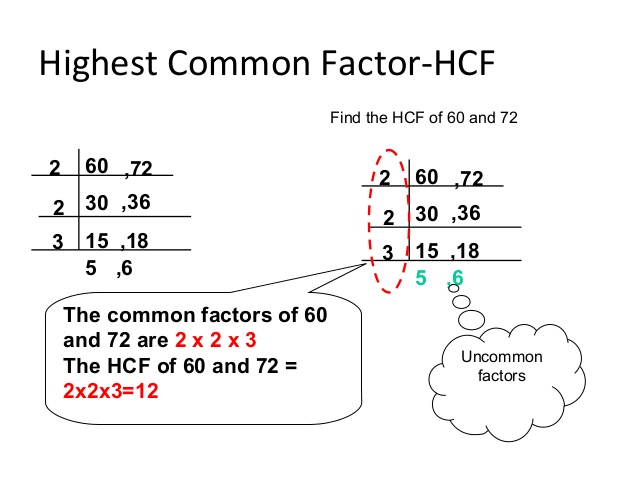 Highest Common Factor-HCF
Find the HCF of 60 and 72
2 60 ,72
2 30 ,36
3 15 ,18
5 ,6
2 60 ,72
2 30 ,36
3 15 ,18
5 ,6
The common factors of 60
and 72 are 2 x 2 x 3
The HCF of 60 and 72 =
2x2x3=12
Uncommon
factors